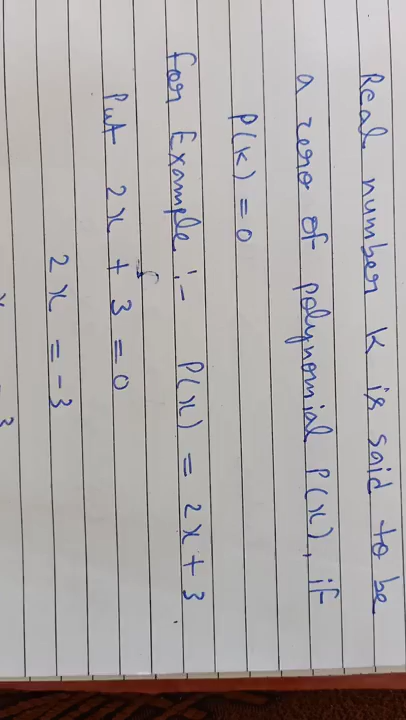 Real number K is said to be
a zero of polynomial P(x), if
P(K) = 0
for Example :- P(x) = 2x + 3
Put 2x + 3 = 0
2x = -3